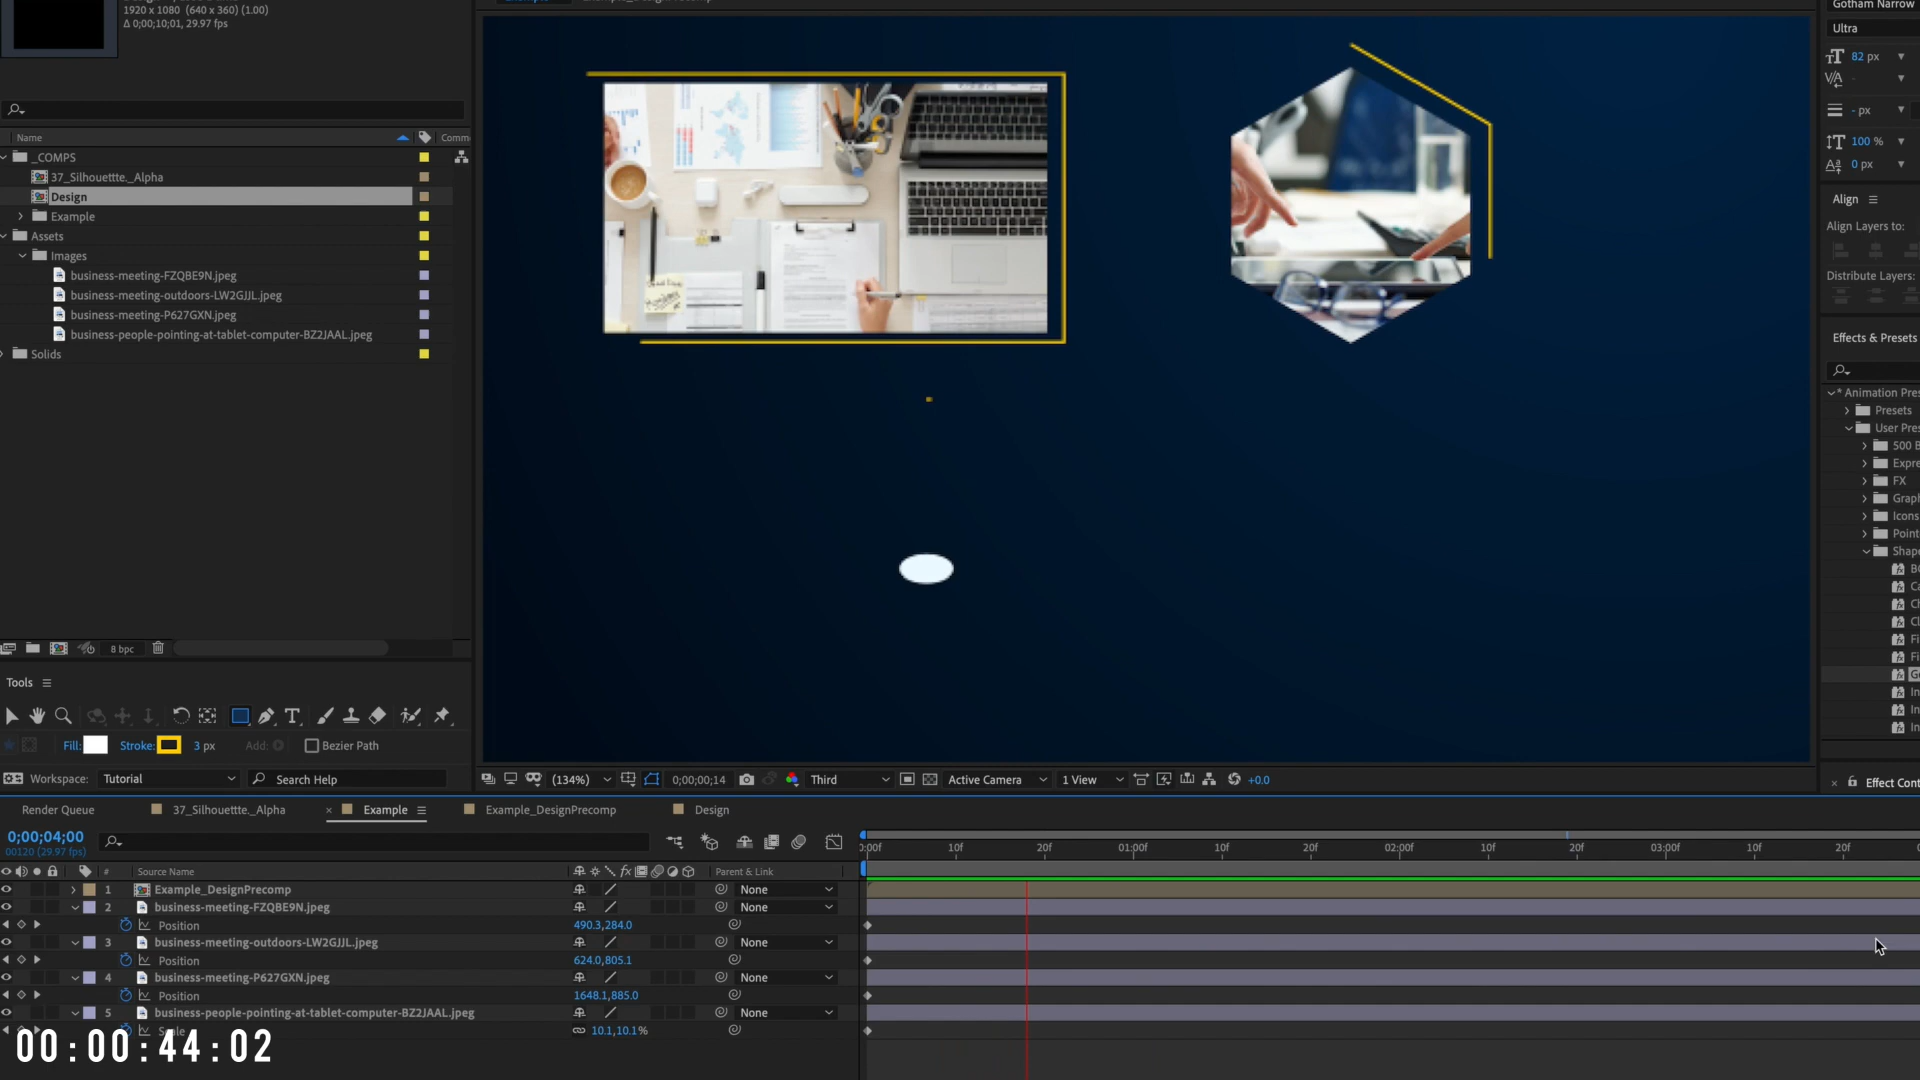 1920 x 1080 (640 x 360) (1.00)
Δ 0;00;10;01, 29.97 fps
Name
Comm
_COMPS
37_Silhouettte._Alpha
Design
Example
Assets
Images
business-meeting-FZQBE9N.jpeg
business-meeting-outdoors-LW2GJJL.jpeg
business-meeting-P627GXN.jpeg
business-people-pointing-at-tablet-computer-BZ2JAAL.jpeg
Solids
8 bpc
Tools
Fill:
Stroke:
3 px
Add:
Bezier Path
Workspace:
Tutorial
Search Help
(134%)
0;00;00;14
Third
Active Camera
1 View
+0.0
Gotham Narrow
Ultra
82 px
- px
100 %
0 px
Align
Align Layers to:
Distribute Layers:
Effects & Presets
* Animation Pre
Presets
User Pre
500 B
Expre
FX
Graph
Icons
Point
Shap
Effect Cont
Render Queue
37_Silhouettte._Alpha
Example
Example_DesignPrecomp
Design
0;00;04;00
00120 (29.97 fps)
#
Source Name
Parent & Link
1 Example_DesignPrecomp None
2 business-meeting-FZQBE9N.jpeg None
Position 490.3,284.0
3 business-meeting-outdoors-LW2GJJL.jpeg None
Position 624.0,805.1
4 business-meeting-P627GXN.jpeg None
Position 1648.1,885.0
5 business-people-pointing-at-tablet-computer-BZ2JAAL.jpeg None
Scale 10.1,10.1%
00:00:44:02
0:00f 10f 20f 01:00f 10f 20f 02:00f 10f 20f 03:00f 10f 20f